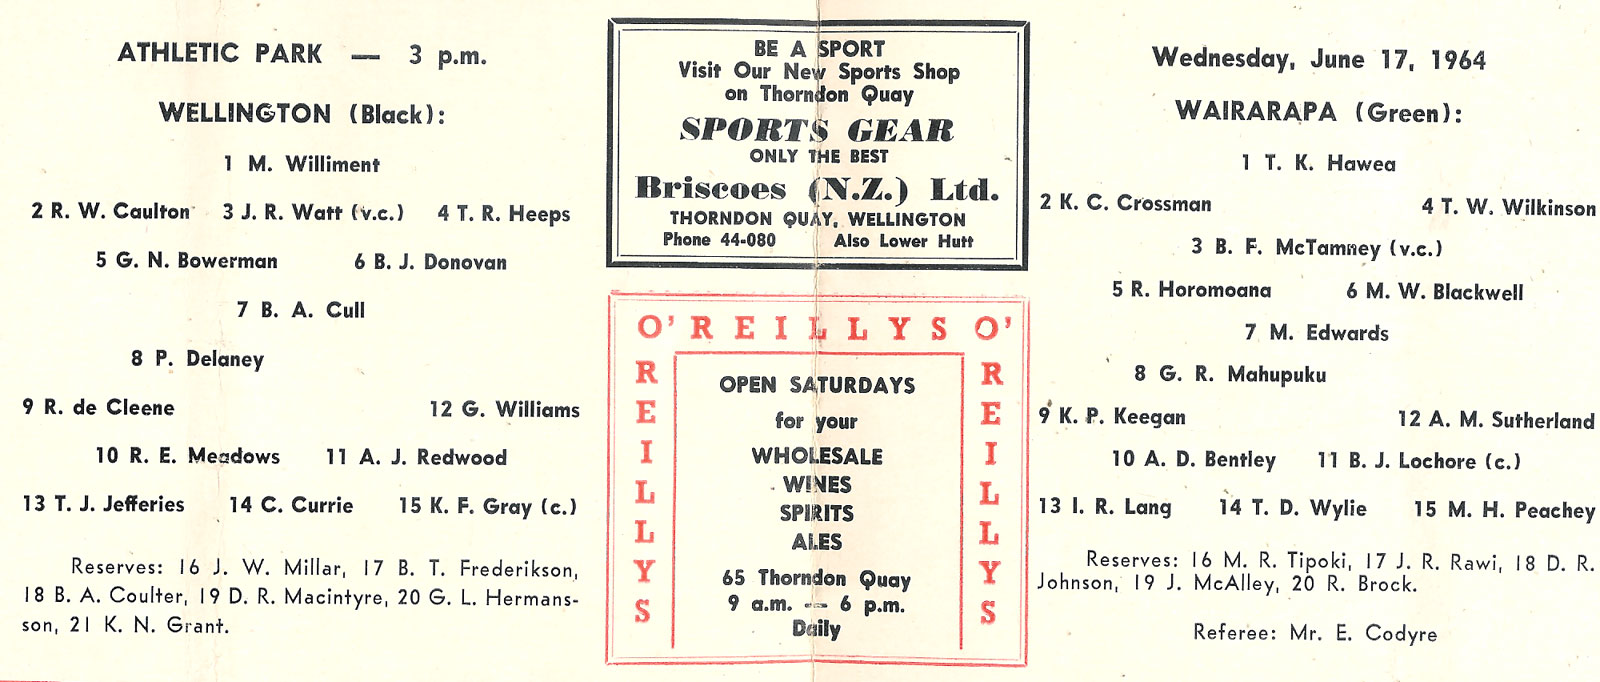 ATHLETIC PARK — 3 p.m.
WELLINGTON (Black):
1 M. Williment
2 R. W. Caulton 3 J. R. Watt (v.c.) 4 T. R. Heeps
5 G. N. Bowerman 6 B. J. Donovan
7 B. A. Cull
8 P. Delaney
9 R. de Cleene 12 G. Williams
10 R. E. Meadows 11 A. J. Redwood
13 T. J. Jefferies 14 C. Currie 15 K. F. Gray (c.)
Reserves: 16 J. W. Millar, 17 B. T. Frederikson,
18 B. A. Coulter, 19 D. R. Macintyre, 20 G. L. Hermans-
son, 21 K. N. Grant.
BE A SPORT
Visit Our New Sports Shop
on Thorndon Quay
SPORTS GEAR
ONLY THE BEST
Briscoes (N.Z.) Ltd.
THORNDON QUAY, WELLINGTON
Phone 44-080 Also Lower Hutt
O'REILLYS O'
REILLYS
REILLYS
OPEN SATURDAYS
for your
WHOLESALE
WINES
SPIRITS
ALES
65 Thorndon Quay
9 a.m. — 6 p.m.
Daily
Wednesday, June 17, 1964
WAIRARAPA (Green):
1 T. K. Hawea
2 K. C. Crossman 4 T. W. Wilkinson
3 B. F. McTamney (v.c.)
5 R. Horomoana 6 M. W. Blackwell
7 M. Edwards
8 G. R. Mahupuku
9 K. P. Keegan 12 A. M. Sutherland
10 A. D. Bentley 11 B. J. Lochore (c.)
13 I. R. Lang 14 T. D. Wylie 15 M. H. Peachey
Reserves: 16 M. R. Tipoki, 17 J. R. Rawi, 18 D. R.
Johnson, 19 J. McAlley, 20 R. Brock.
Referee: Mr. E. Codyre